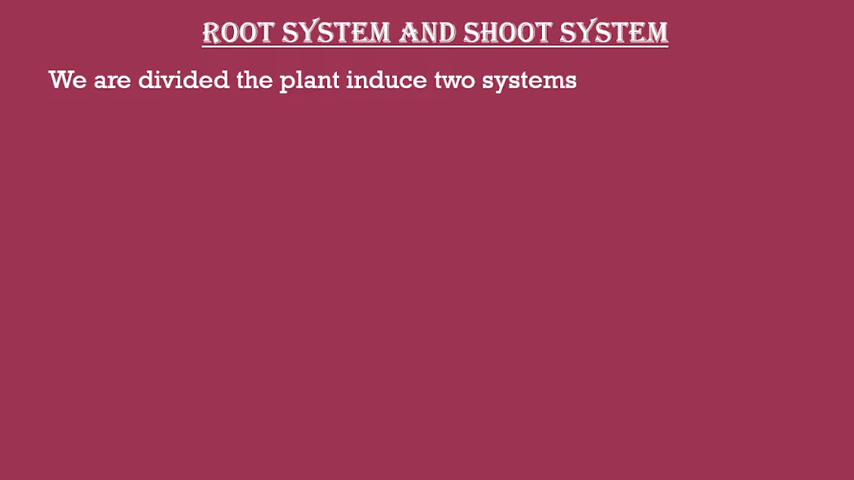 ROOT SYSTEM AND SHOOT SYSTEM
We are divided the plant induce two systems